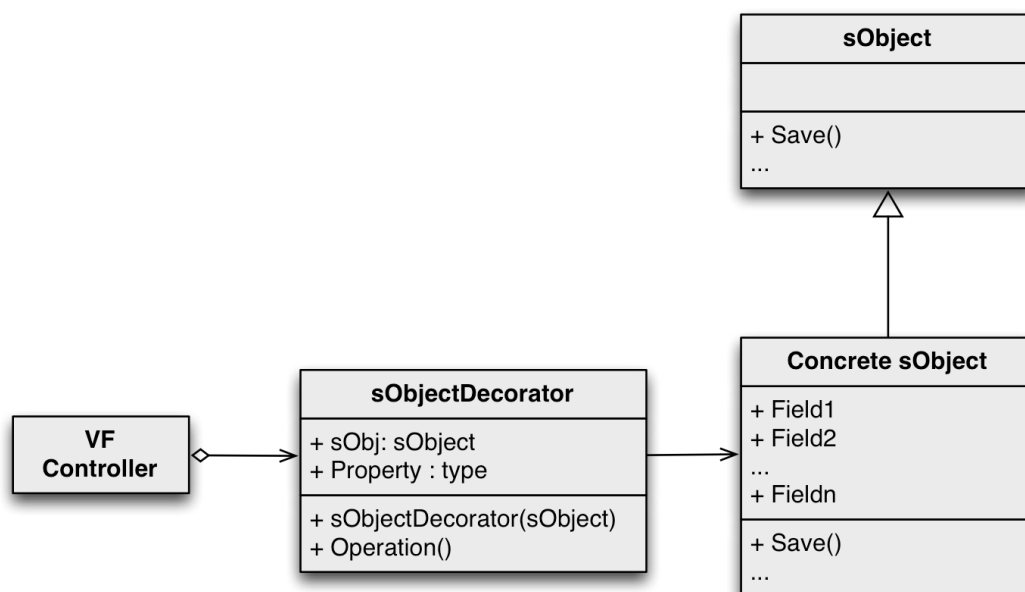 sObject
+ Save()
...
VF
Controller
sObjectDecorator
+ sObj: sObject
+ Property : type
+ sObjectDecorator(sObject)
+ Operation()
Concrete sObject
+ Field1
+ Field2
...
+ Fieldn
+ Save()
...